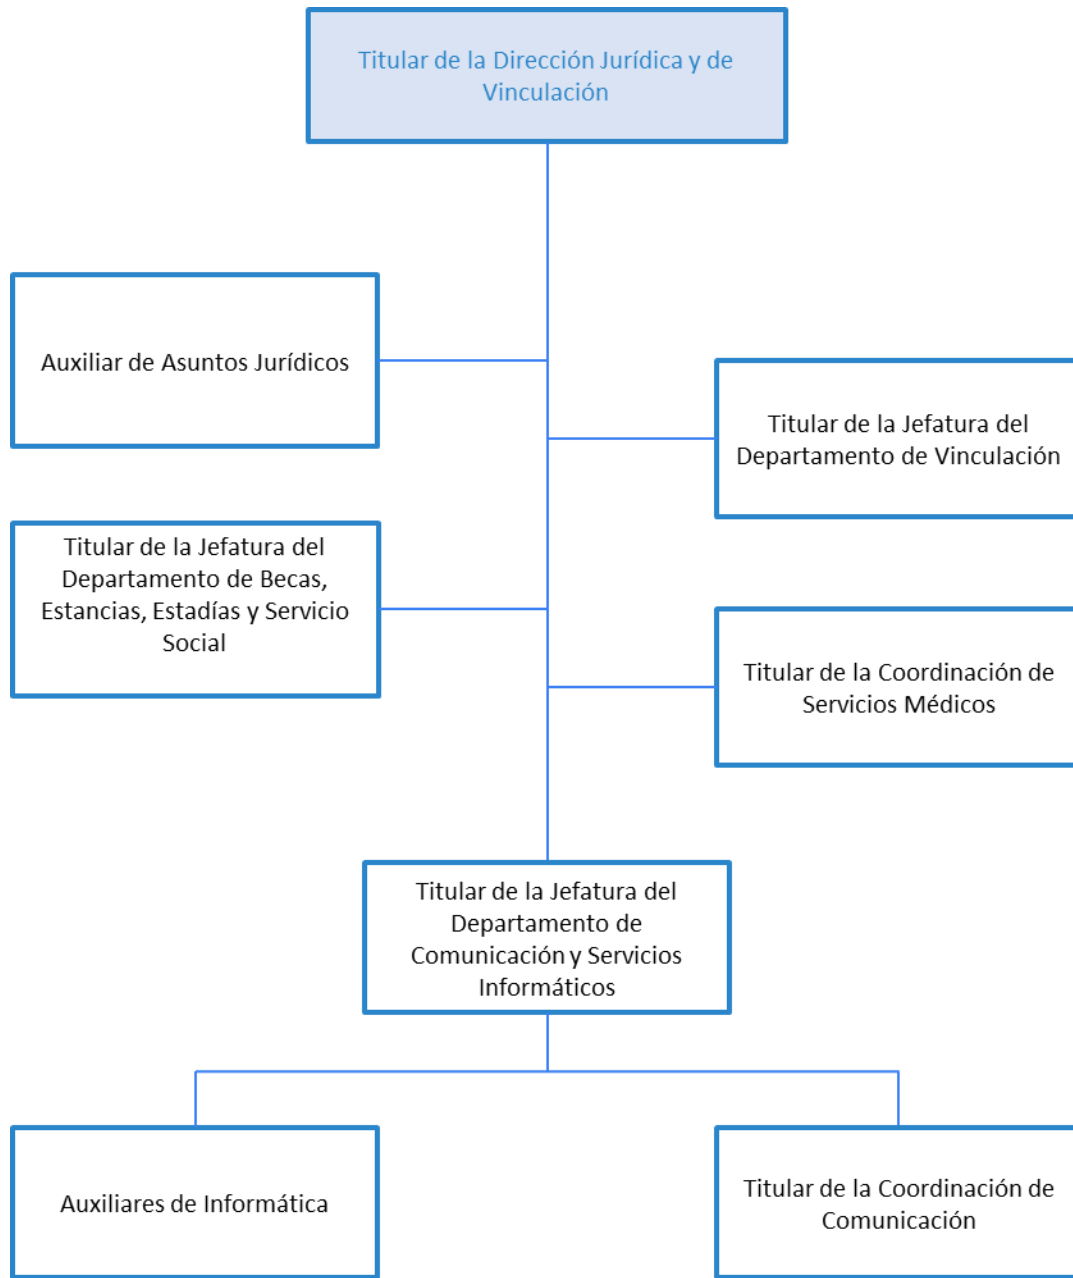 Titular de la Dirección Jurídica y de
Vinculación
Auxiliar de Asuntos Jurídicos
Titular de la Jefatura del
Departamento de Vinculación
Titular de la Jefatura del
Departamento de Becas,
Estancias, Estadías y Servicio
Social
Titular de la Coordinación de
Servicios Médicos
Titular de la Jefatura del
Departamento de
Comunicación y Servicios
Informáticos
Auxiliares de Informática
Titular de la Coordinación de
Comunicación